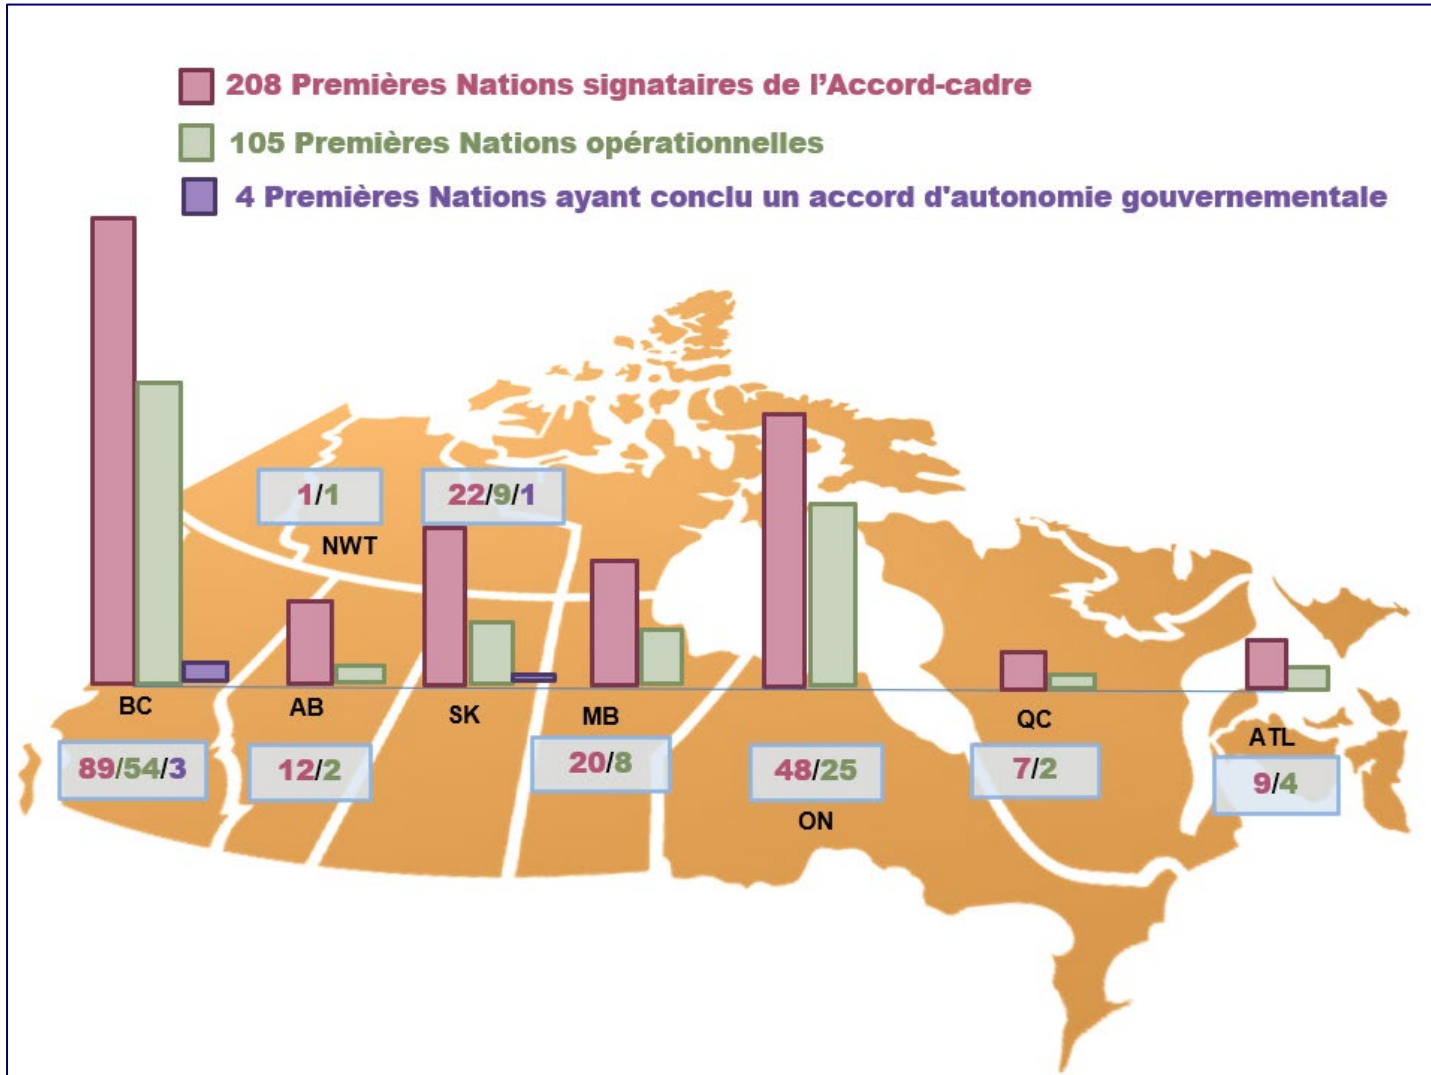 208 Premières Nations signataires de l’Accord-cadre
105 Premières Nations opérationnelles
4 Premières Nations ayant conclu un accord d'autonomie gouvernementale
1/1
NWT
22/9/1
BC
89/54/3
AB
12/2
SK
MB
20/8
48/25
ON
QC
7/2
ATL
9/4